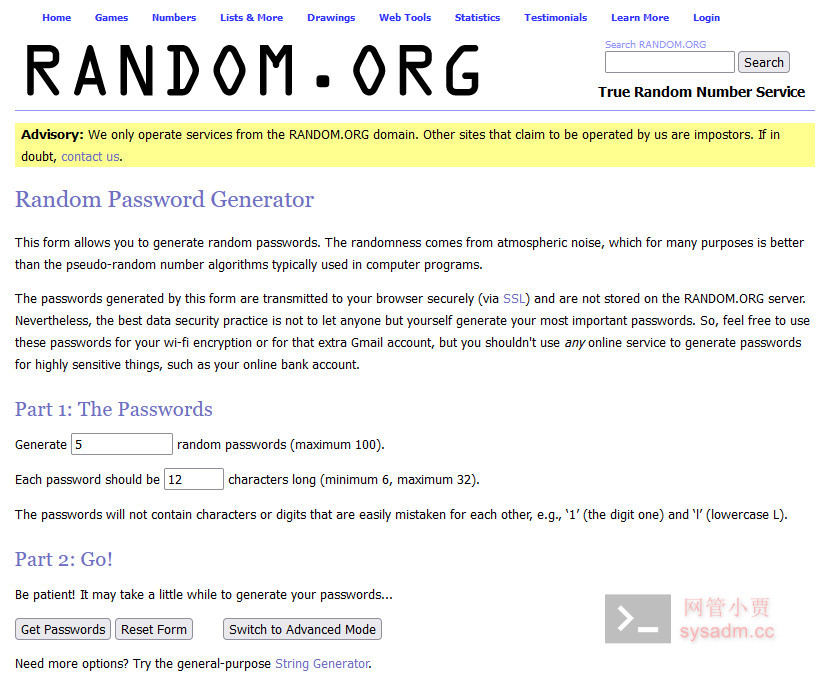 Home Games Numbers Lists & More Drawings Web Tools Statistics Testimonials Learn More Login
Search RANDOM.ORG
RANDOM.ORG
Search
True Random Number Service
Advisory: We only operate services from the RANDOM.ORG domain. Other sites that claim to be operated by us are impostors. If in
doubt, contact us.
Random Password Generator
This form allows you to generate random passwords. The randomness comes from atmospheric noise, which for many purposes is better
than the pseudo-random number algorithms typically used in computer programs.
The passwords generated by this form are transmitted to your browser securely (via SSL) and are not stored on the RANDOM.ORG server.
Nevertheless, the best data security practice is not to let anyone but yourself generate your most important passwords. So, feel free to use
these passwords for your wi-fi encryption or for that extra Gmail account, but you shouldn't use any online service to generate passwords
for highly sensitive things, such as your online bank account.
Part 1: The Passwords
Generate 5 random passwords (maximum 100).
Each password should be 12 characters long (minimum 6, maximum 32).
The passwords will not contain characters or digits that are easily mistaken for each other, e.g., ‘1’ (the digit one) and ‘l’ (lowercase L).
Part 2: Go!
Be patient! It may take a little while to generate your passwords...
Get Passwords Reset Form Switch to Advanced Mode
Need more options? Try the general-purpose String Generator.
网管小贾
sysadm.cc